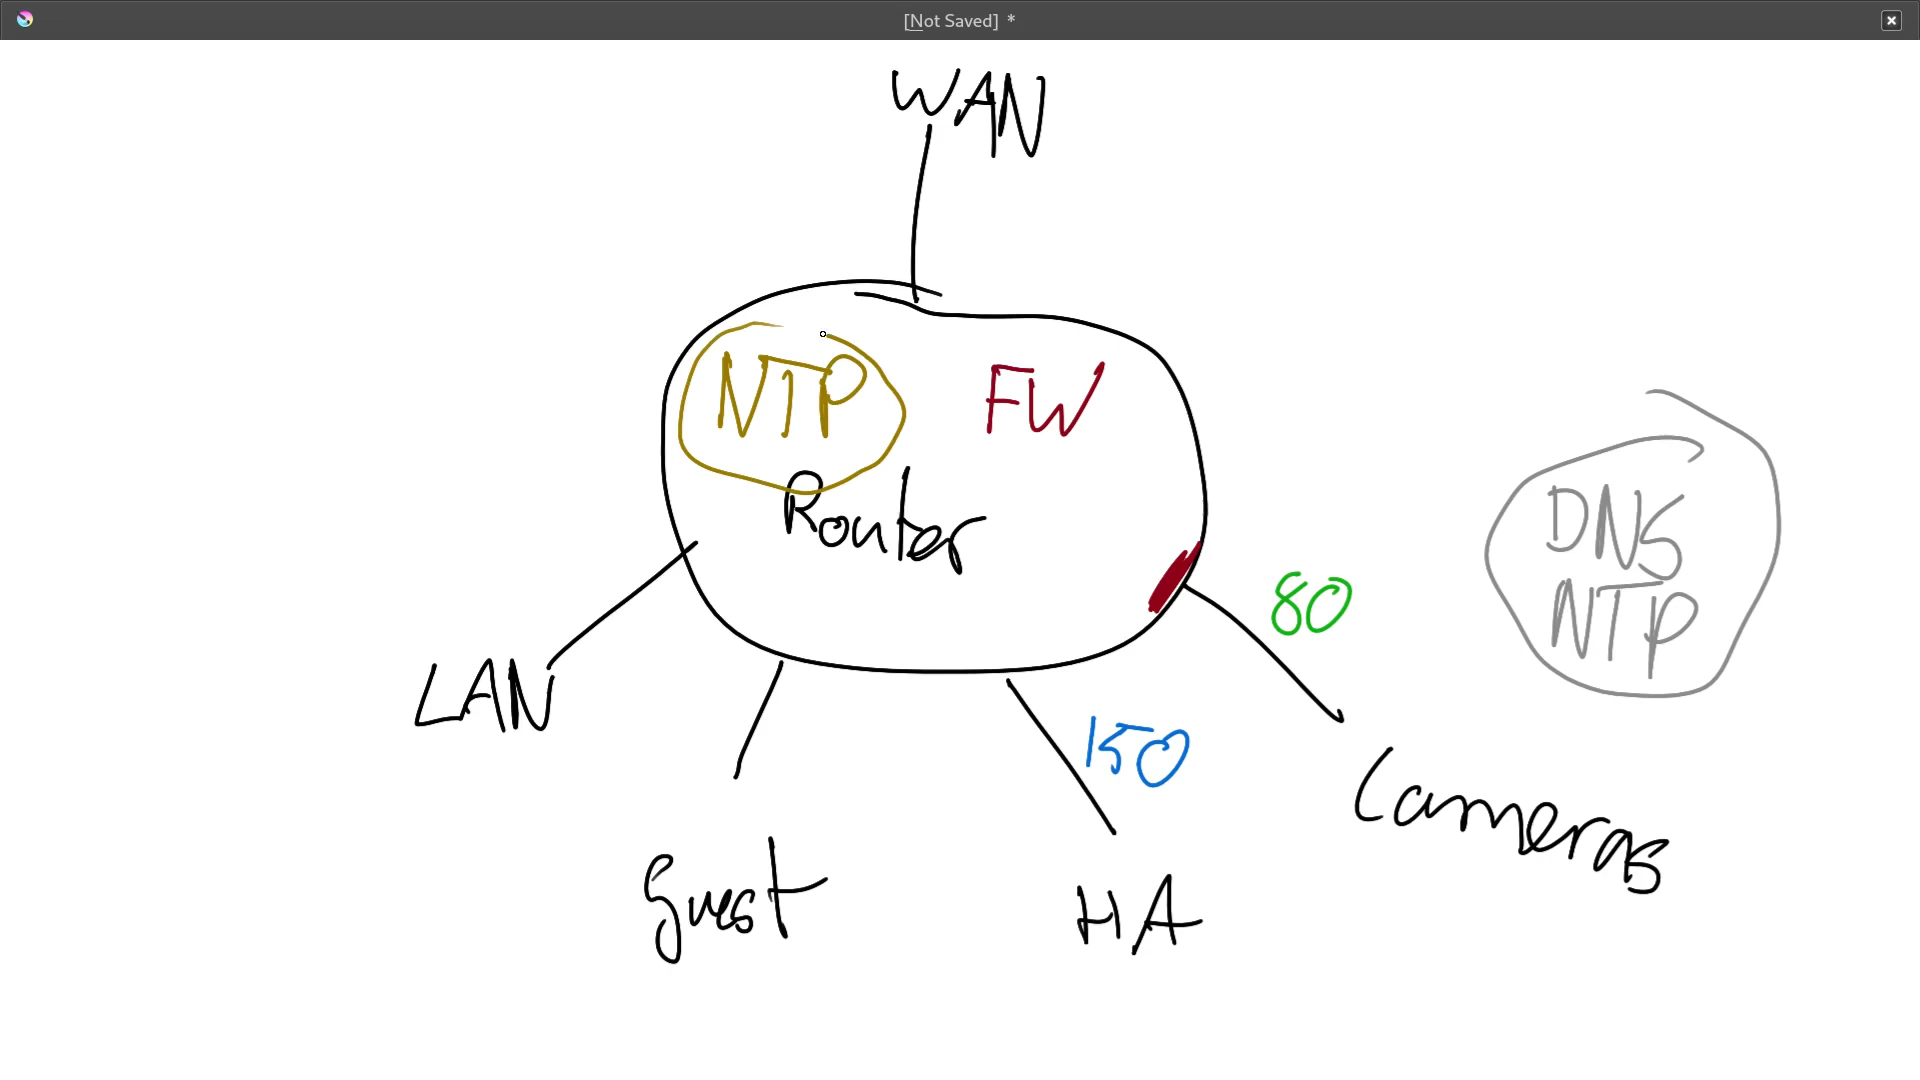 [Not Saved] *
WAN
NTP
FW
Router
DNS
NTP
80
LAN
150
Cameras
Guest
HA